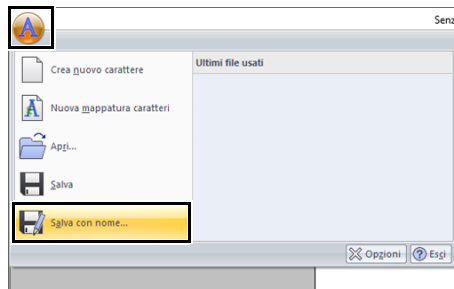 Senz
Crea nuovo carattere
Ultimi file usati
Nuova mappatura caratteri
Apri...
Salva
Salva con nome...
Opzioni
Esci